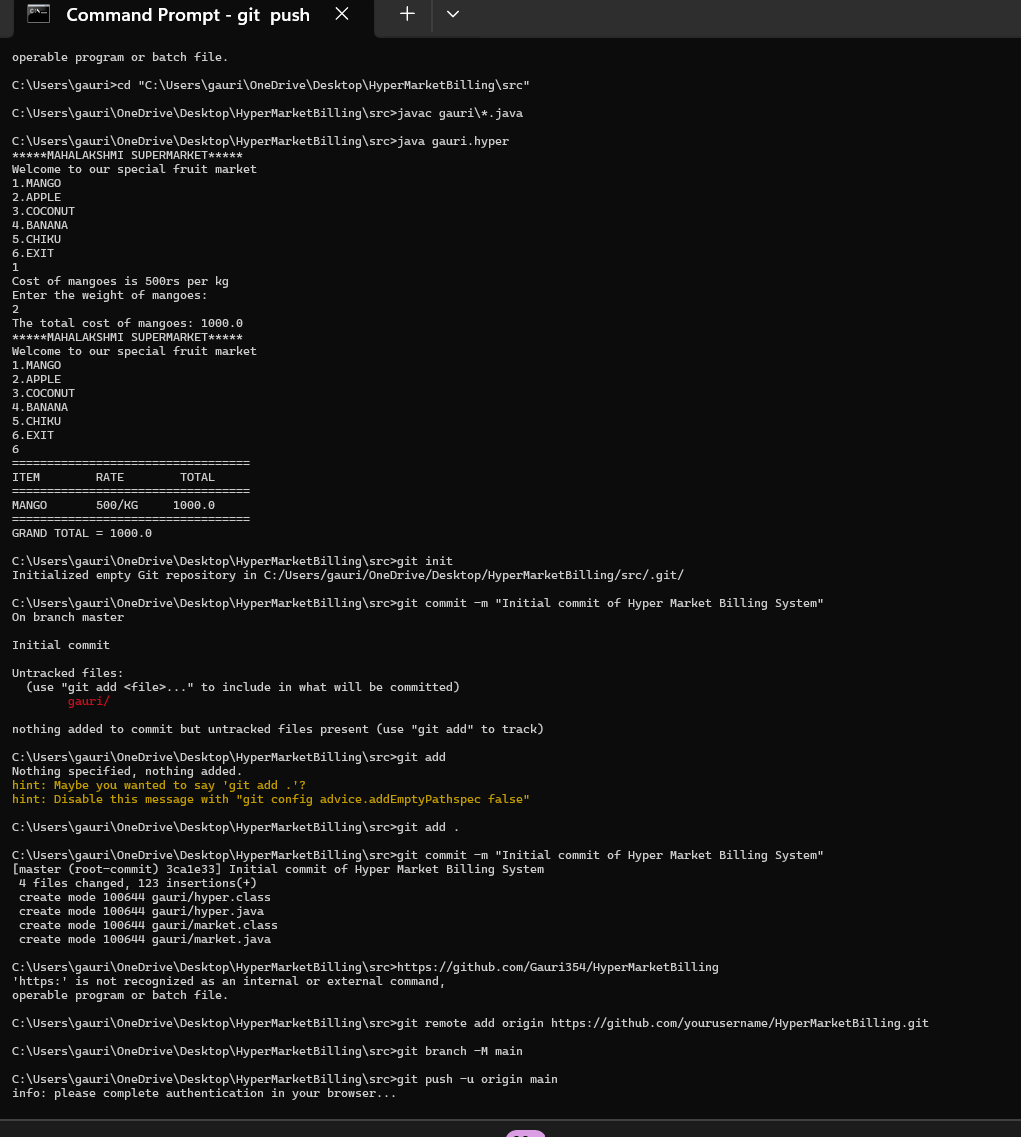 Command Prompt - git push
operable program or batch file.
C:\Users\gauri>cd "C:\Users\gauri\OneDrive\Desktop\HyperMarketBilling\src"
C:\Users\gauri\OneDrive\Desktop\HyperMarketBilling\src>javac gauri\*.java
C:\Users\gauri\OneDrive\Desktop\HyperMarketBilling\src>java gauri.hyper
*****MAHALAKSHMI SUPERMARKET*****
Welcome to our special fruit market
1.MANGO
2.APPLE
3.COCONUT
4.BANANA
5.CHIKU
6.EXIT
1
Cost of mangoes is 500rs per kg
Enter the weight of mangoes:
2
The total cost of mangoes: 1000.0
*****MAHALAKSHMI SUPERMARKET*****
Welcome to our special fruit market
1.MANGO
2.APPLE
3.COCONUT
4.BANANA
5.CHIKU
6.EXIT
6
==================================
ITEM        RATE        TOTAL
==================================
MANGO       500/KG     1000.0
==================================
GRAND TOTAL = 1000.0
C:\Users\gauri\OneDrive\Desktop\HyperMarketBilling\src>git init
Initialized empty Git repository in C:/Users/gauri/OneDrive/Desktop/HyperMarketBilling/src/.git/
C:\Users\gauri\OneDrive\Desktop\HyperMarketBilling\src>git commit -m "Initial commit of Hyper Market Billing System"
On branch master
Initial commit
Untracked files:
  (use "git add <file>..." to include in what will be committed)
        gauri/
nothing added to commit but untracked files present (use "git add" to track)
C:\Users\gauri\OneDrive\Desktop\HyperMarketBilling\src>git add
Nothing specified, nothing added.
hint: Maybe you wanted to say 'git add .'?
hint: Disable this message with "git config advice.addEmptyPathspec false"
C:\Users\gauri\OneDrive\Desktop\HyperMarketBilling\src>git add .
C:\Users\gauri\OneDrive\Desktop\HyperMarketBilling\src>git commit -m "Initial commit of Hyper Market Billing System"
[master (root-commit) 3ca1e33] Initial commit of Hyper Market Billing System
 4 files changed, 123 insertions(+)
 create mode 100644 gauri/hyper.class
 create mode 100644 gauri/hyper.java
 create mode 100644 gauri/market.class
 create mode 100644 gauri/market.java
C:\Users\gauri\OneDrive\Desktop\HyperMarketBilling\src>https://github.com/Gauri354/HyperMarketBilling
'https:' is not recognized as an internal or external command,
operable program or batch file.
C:\Users\gauri\OneDrive\Desktop\HyperMarketBilling\src>git remote add origin https://github.com/yourusername/HyperMarketBilling.git
C:\Users\gauri\OneDrive\Desktop\HyperMarketBilling\src>git branch -M main
C:\Users\gauri\OneDrive\Desktop\HyperMarketBilling\src>git push -u origin main
info: please complete authentication in your browser...